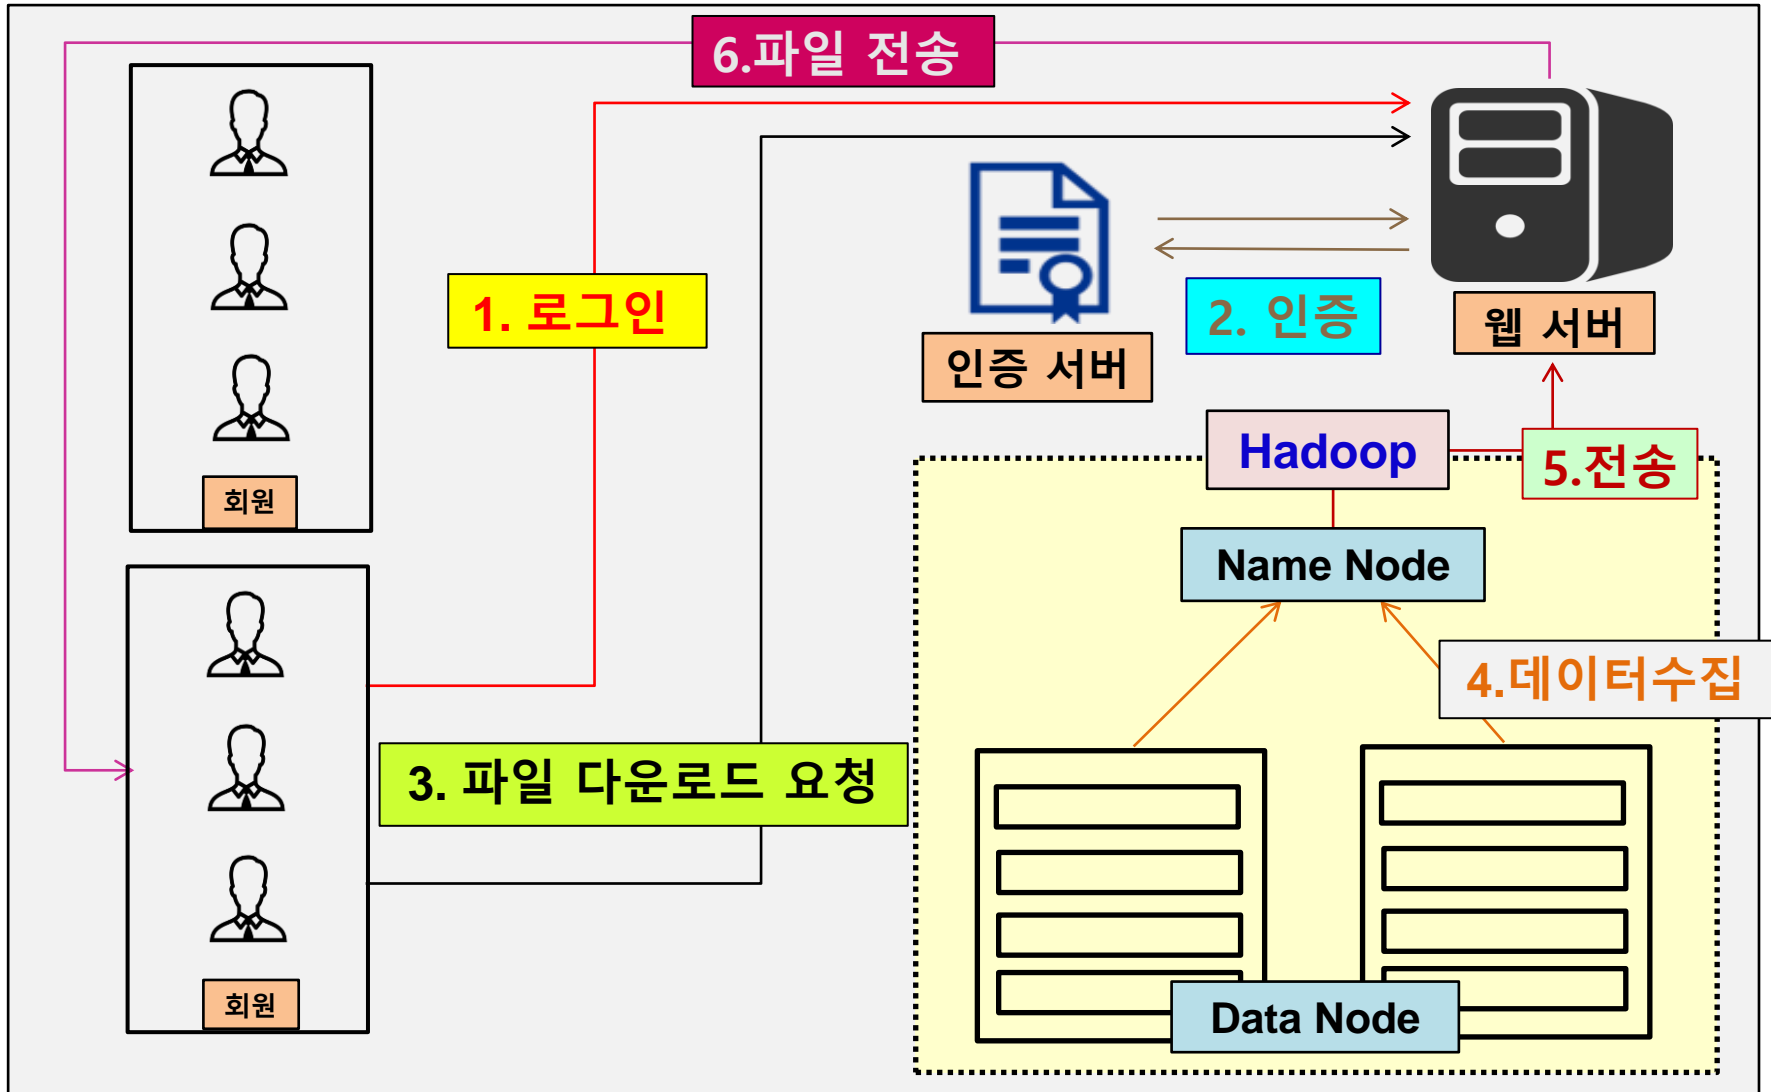 6.파일 전송
1. 로그인
2. 인증
웹 서버
인증 서버
Hadoop
5.전송
회원
Name Node
4.데이터수집
3. 파일 다운로드 요청
회원
Data Node